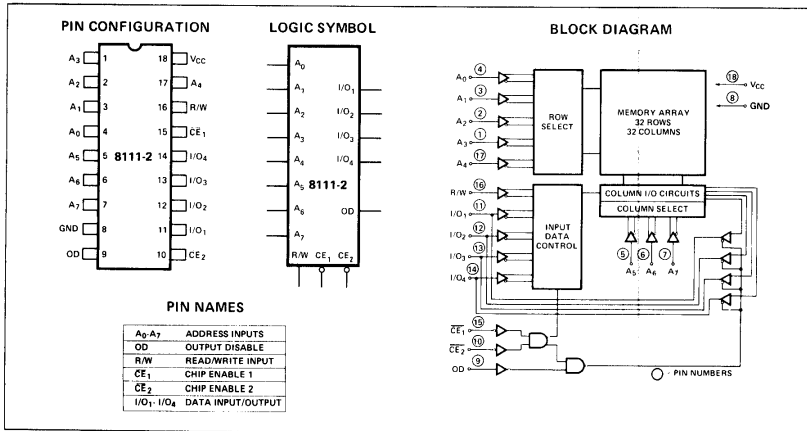 PIN CONFIGURATION
A3 1 18 VCC
A2 2 17 A4
A1 3 16 R/W
A0 4 15 C̅E̅1
A5 5 8111-2 14 I/O4
A6 6 13 I/O3
A7 7 12 I/O2
GND 8 11 I/O1
OD 9 10 CE2
LOGIC SYMBOL
A0
A1 I/O1
A2 I/O2
A3 I/O3
A4 I/O4
A5 8111-2
A6 OD
A7
R/W CE1 CE2
BLOCK DIAGRAM
A0 4
A1 3
A2 2
A3 1
A4 17
ROW
SELECT
MEMORY ARRAY
32 ROWS
32 COLUMNS
18 VCC
8 GND
R/W 16
I/O1 11
I/O2 12
I/O3 13
I/O4 14
INPUT
DATA
CONTROL
COLUMN I/O CIRCUITS
COLUMN SELECT
5 6 7
A5 A6 A7
C̅E̅1 15
C̅E̅2 10
OD 9
- PIN NUMBERS
PIN NAMES
A0-A7 ADDRESS INPUTS
OD OUTPUT DISABLE
R/W READ/WRITE INPUT
C̅E̅1 CHIP ENABLE 1
C̅E̅2 CHIP ENABLE 2
I/O1- I/O4 DATA INPUT/OUTPUT